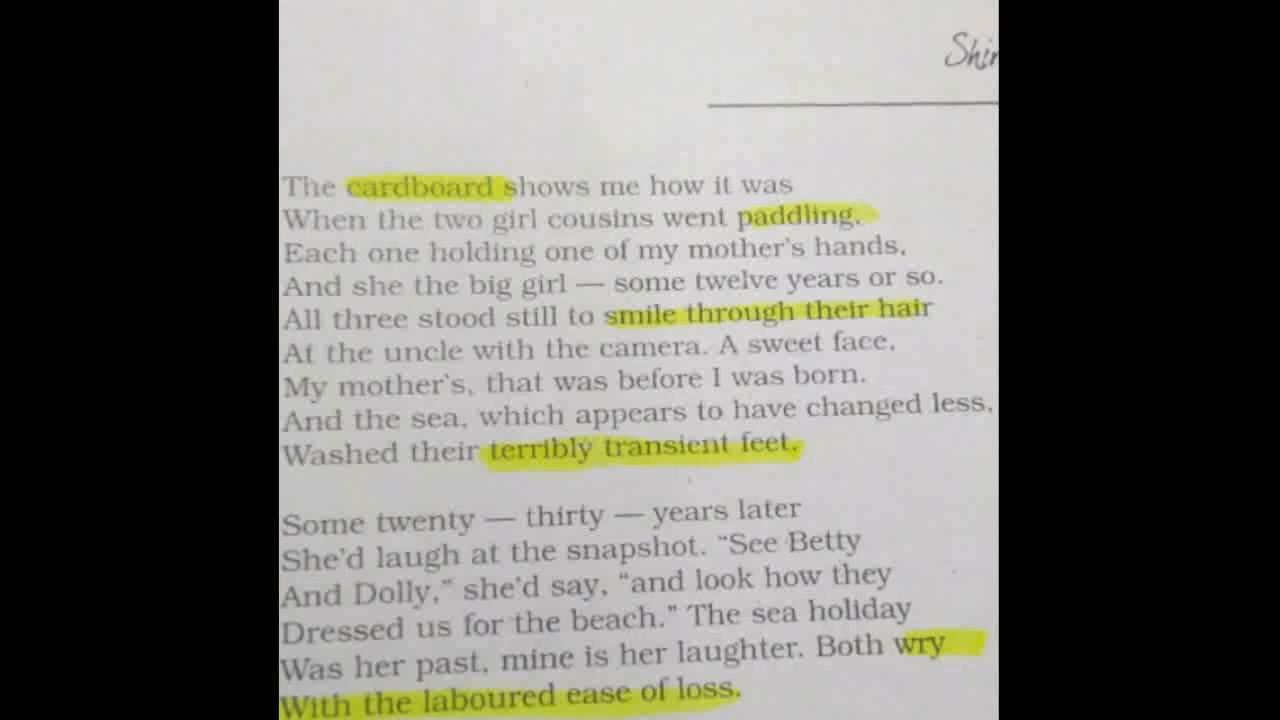 Shir
The cardboard shows me how it was
When the two girl cousins went paddling,
Each one holding one of my mother's hands,
And she the big girl — some twelve years or so.
All three stood still to smile through their hair
At the uncle with the camera. A sweet face,
My mother's, that was before I was born.
And the sea, which appears to have changed less,
Washed their terribly transient feet.
Some twenty — thirty — years later
She'd laugh at the snapshot. “See Betty
And Dolly,” she'd say, “and look how they
Dressed us for the beach.” The sea holiday
Was her past, mine is her laughter. Both wry
With the laboured ease of loss.